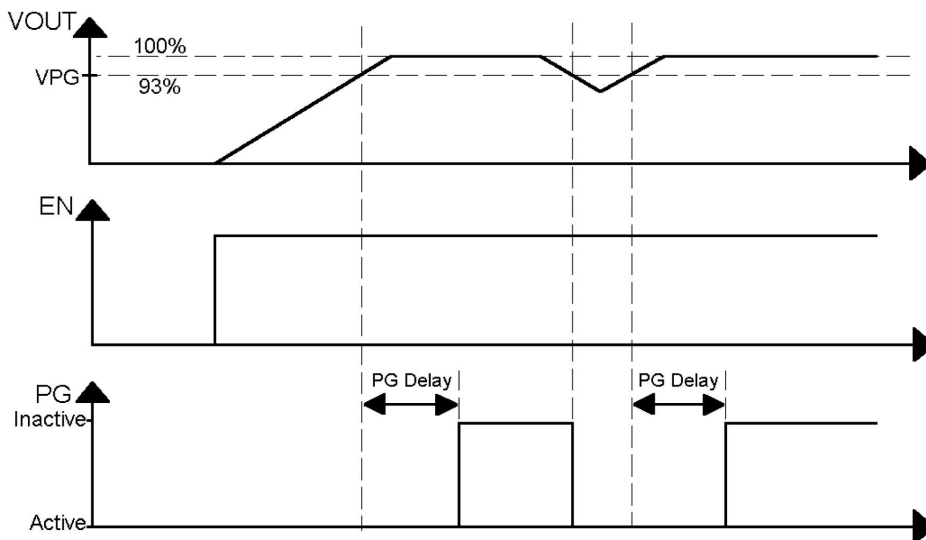 VOUT
100%
VPG
93%
EN
PG Delay
PG Delay
PG
Inactive
Active